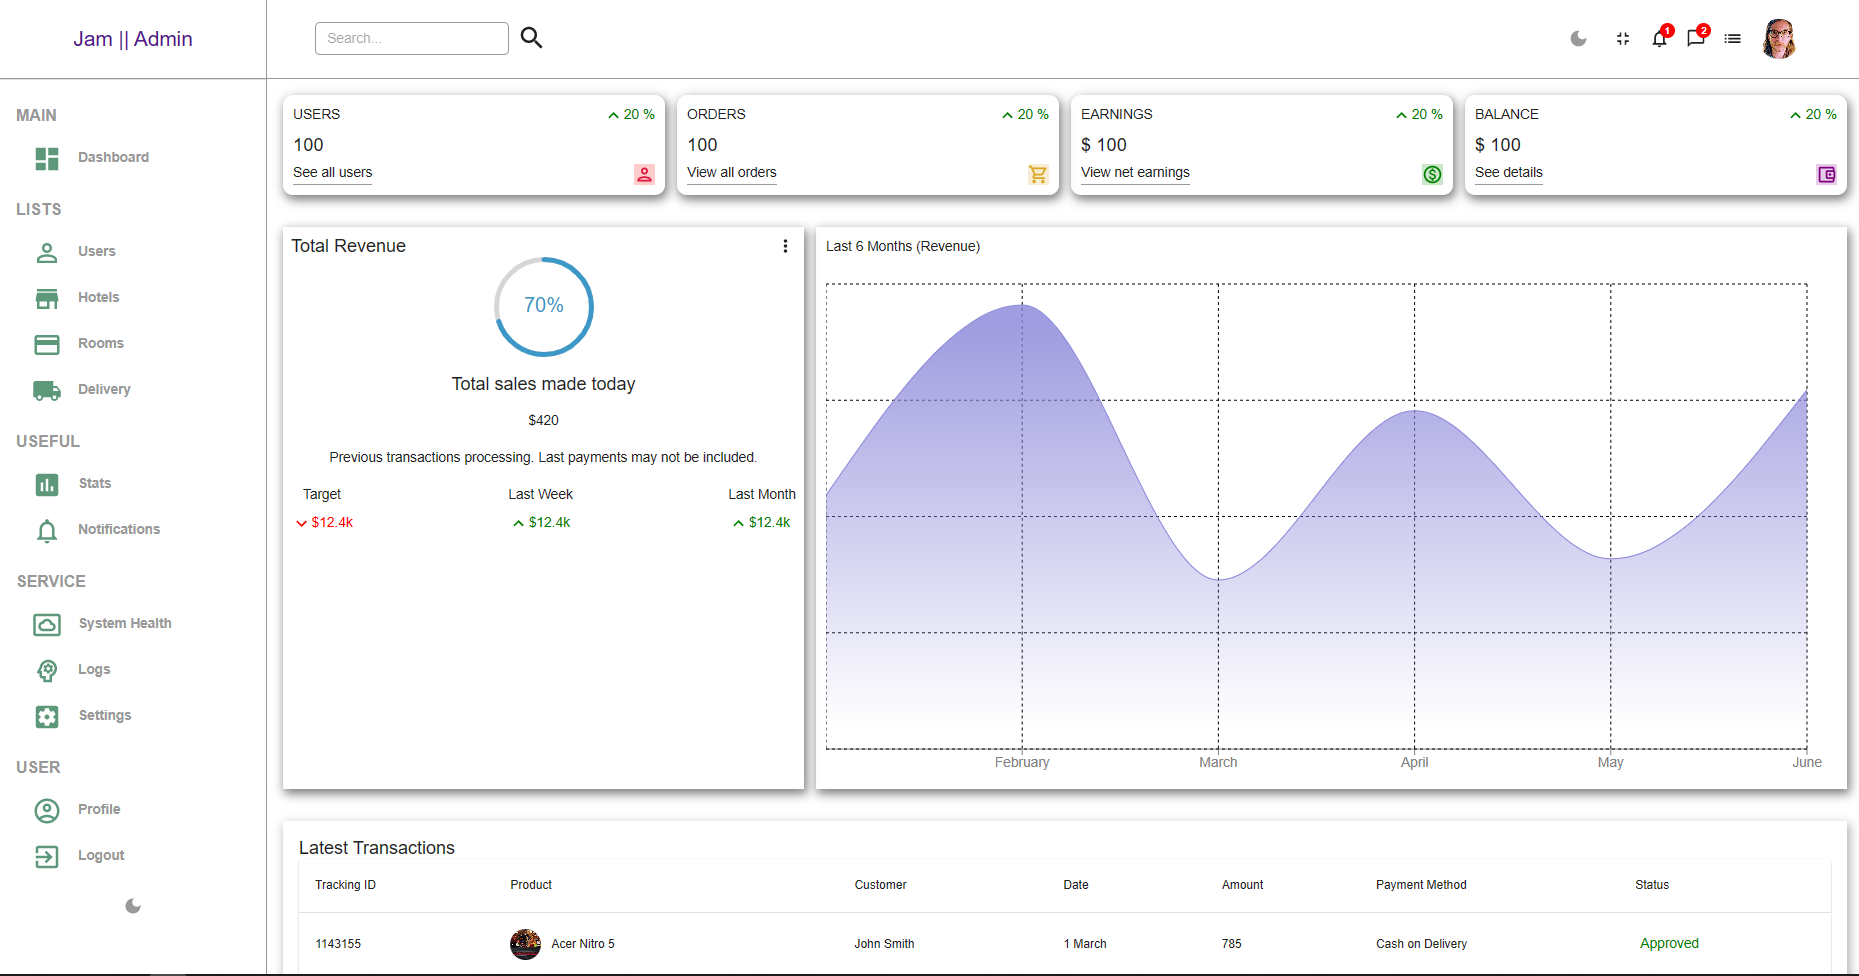 Jam || Admin
Search...
1
2
MAIN
Dashboard
LISTS
Users
Hotels
Rooms
Delivery
USEFUL
Stats
Notifications
SERVICE
System Health
Logs
Settings
USER
Profile
Logout
USERS
20 %
100
See all users
ORDERS
20 %
100
View all orders
EARNINGS
20 %
$ 100
View net earnings
BALANCE
20 %
$ 100
See details
Total Revenue
70%
Total sales made today
$420
Previous transactions processing. Last payments may not be included.
Target Last Week Last Month
$12.4k $12.4k $12.4k
Last 6 Months (Revenue)
February March April May June
Latest Transactions
Tracking ID Product Customer Date Amount Payment Method Status
1143155 Acer Nitro 5 John Smith 1 March 785 Cash on Delivery Approved